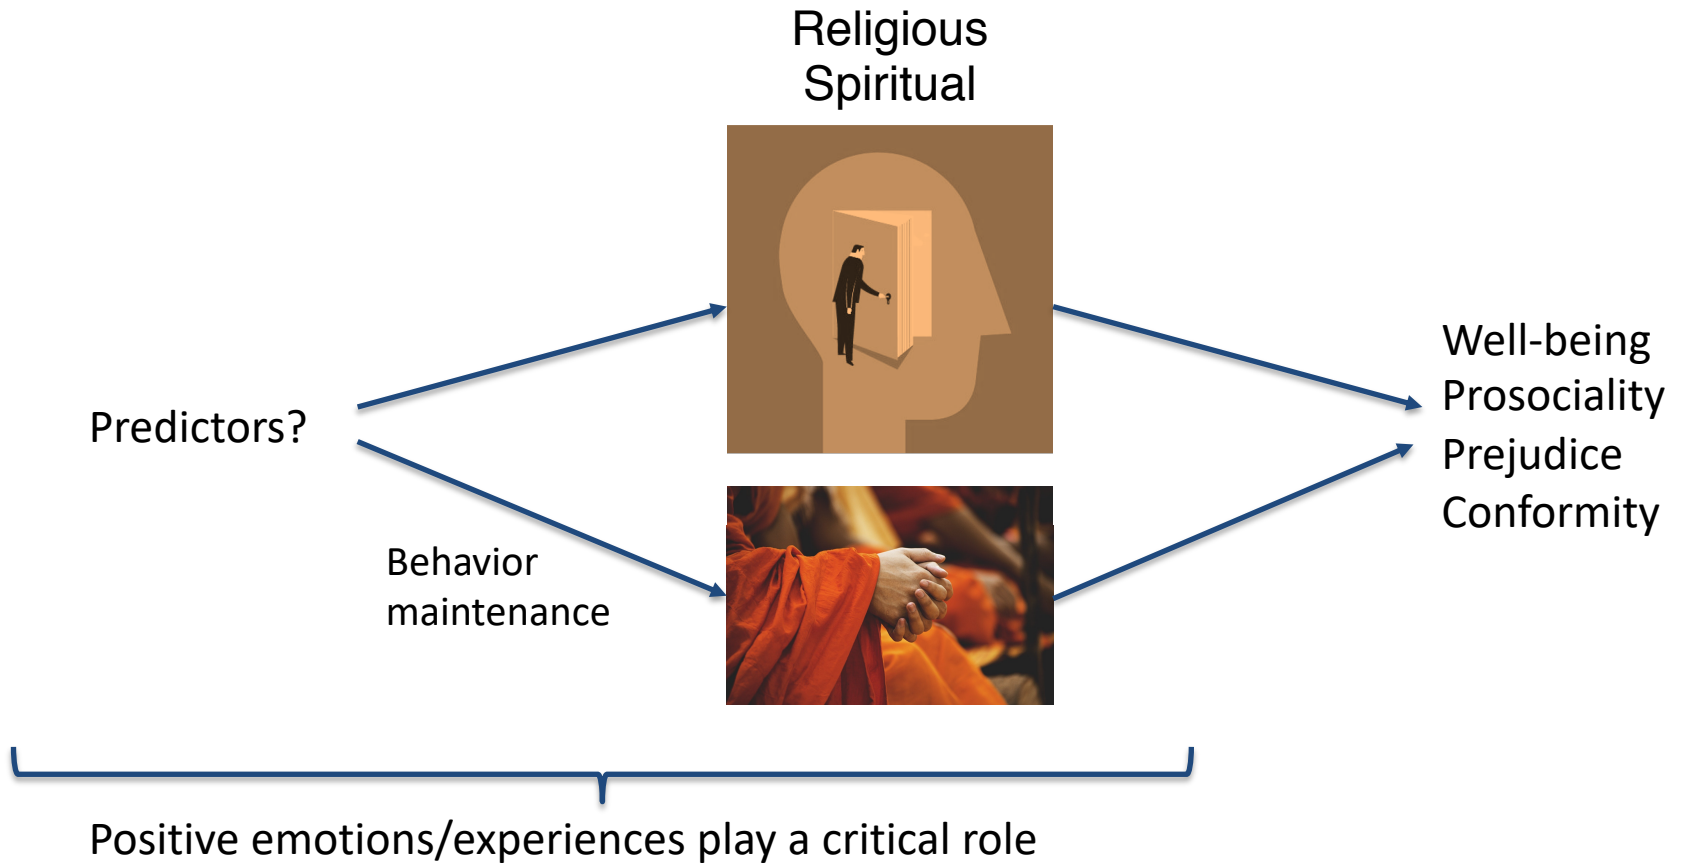 Religious
Spiritual
Predictors?
Behavior
maintenance
Well-being
Prosociality
Prejudice
Conformity
Positive emotions/experiences play a critical role